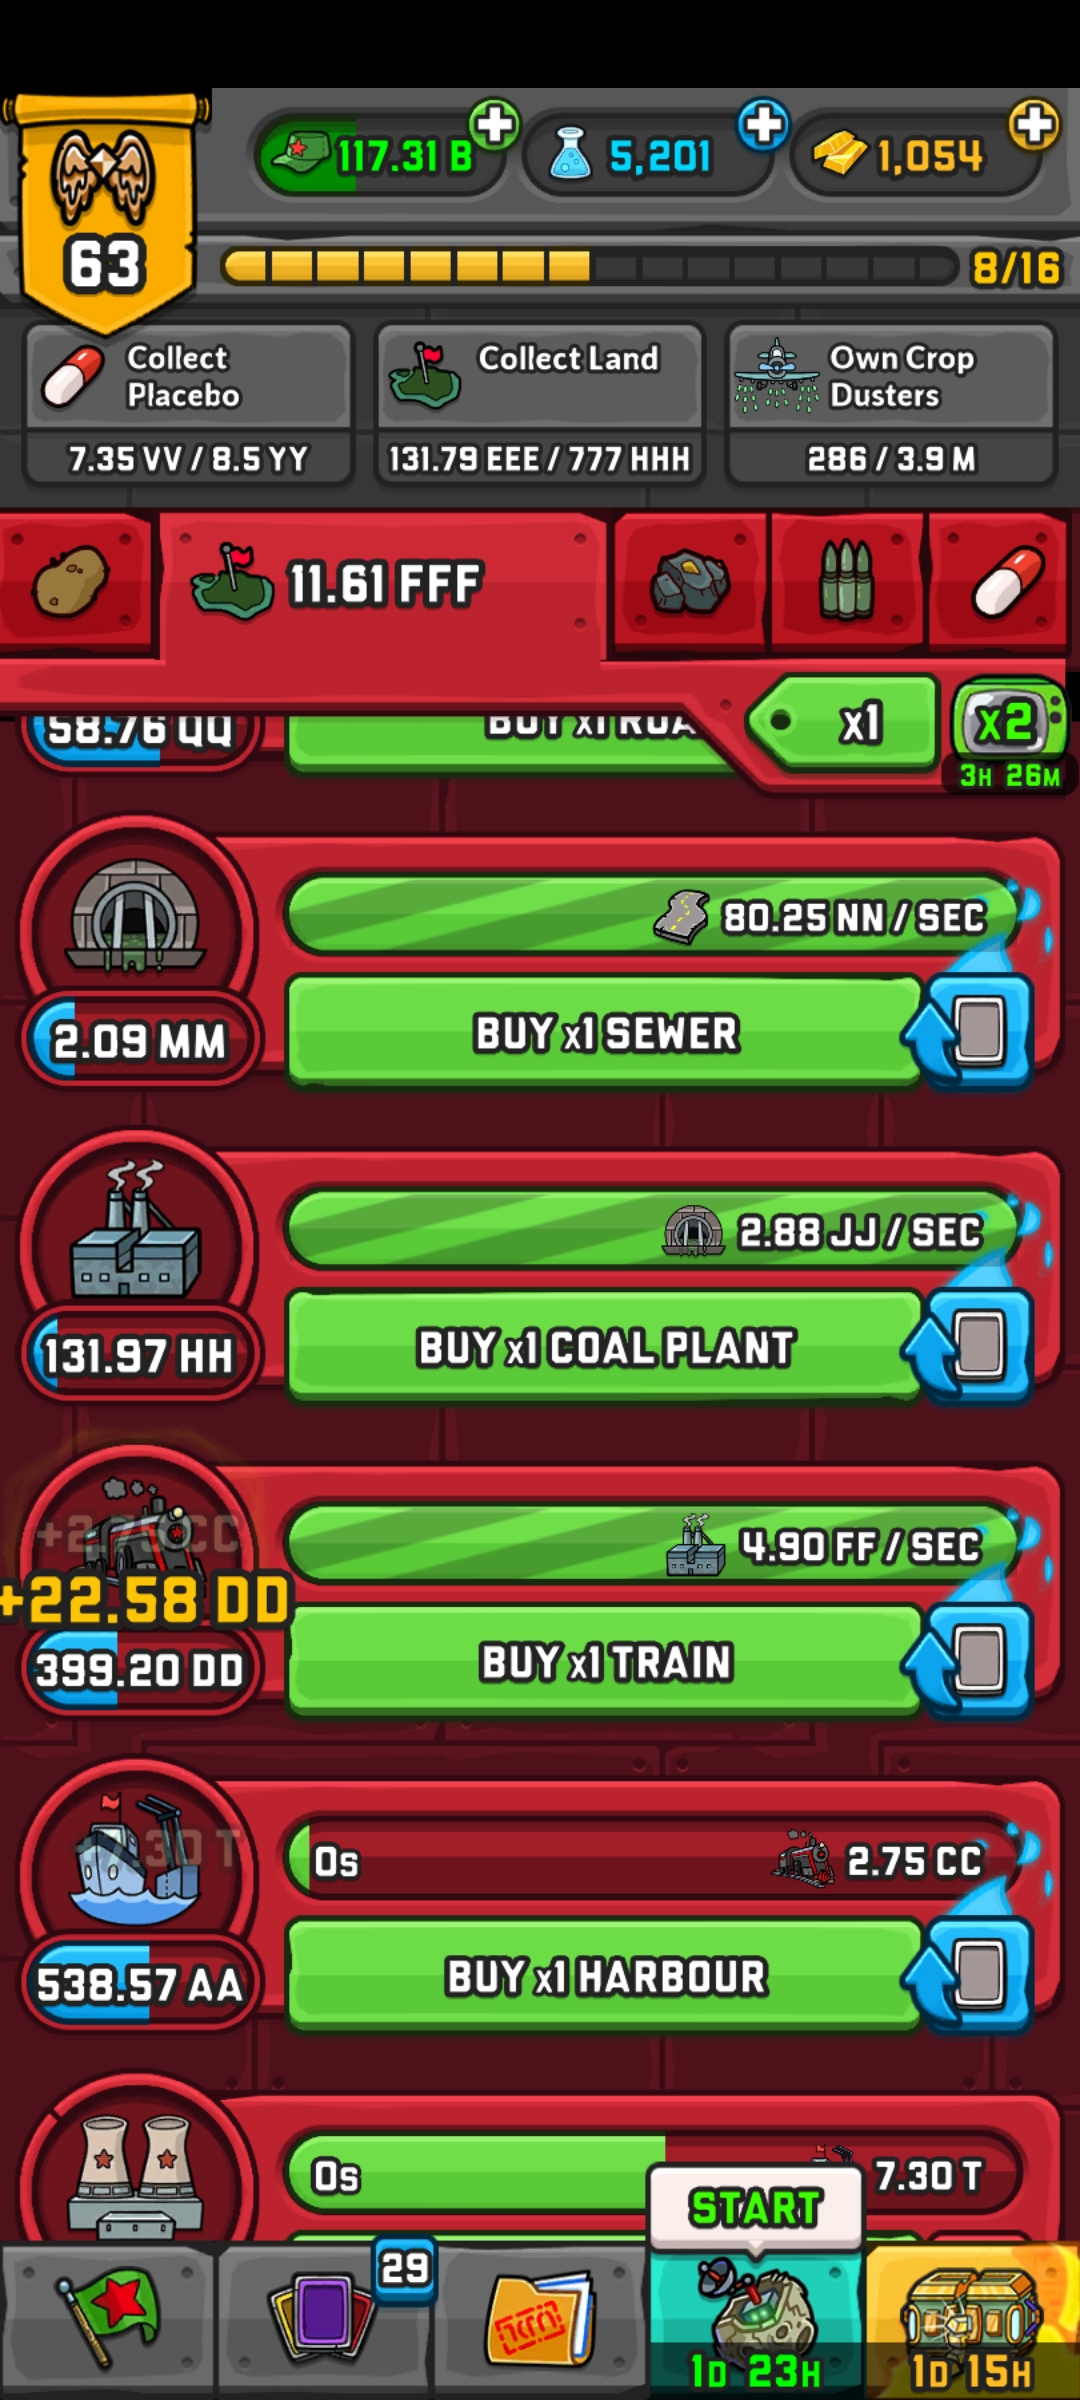 117.31 B
5,201
1,054
63
8/16
Collect
Placebo
7.35 VV / 8.5 YY
Collect Land
131.79 EEE / 777 HHH
Own Crop
Dusters
286 / 3.9 M
11.61 FFF
x1
x2
3H 26M
58.76 QQ
BUY x1
80.25 NN / SEC
2.09 MM
BUY x1 SEWER
2.88 JJ / SEC
131.97 HH
BUY x1 COAL PLANT
4.90 FF / SEC
+2.75 CC
+22.58 DD
399.20 DD
BUY x1 TRAIN
0s
2.75 CC
538.57 AA
BUY x1 HARBOUR
0s
7.30 T
START
29
1D 23H
1D 15H